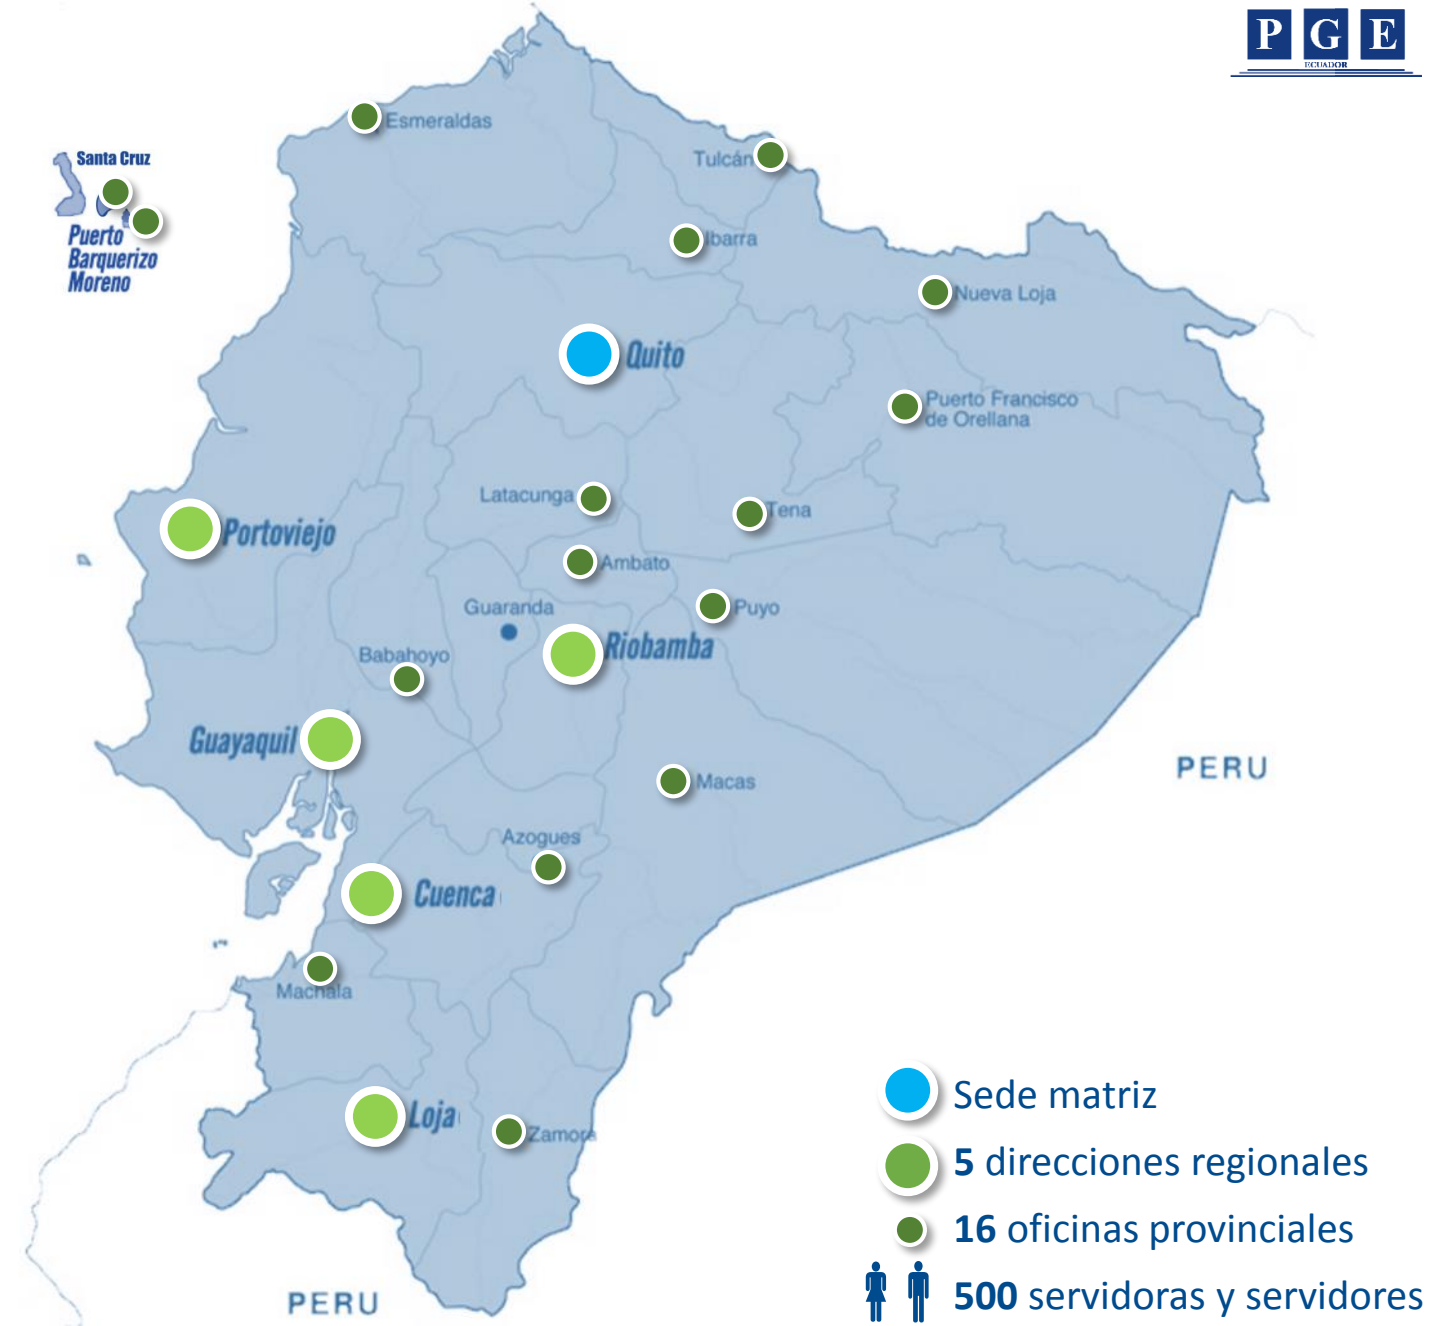 P G E
ECUADOR
Esmeraldas
Tulcán
Santa Cruz
Ibarra
Puerto
Barquerizo
Moreno
Nueva Loja
Quito
Puerto Francisco
de Orellana
Latacunga
Tena
Portoviejo
Ambato
Guaranda
Puyo
Riobamba
Babahoyo
Guayaquil
PERU
Macas
Azogues
Cuenca
Machala
Loja
Zamora
Sede matriz
5 direcciones regionales
16 oficinas provinciales
500 servidoras y servidores
PERU